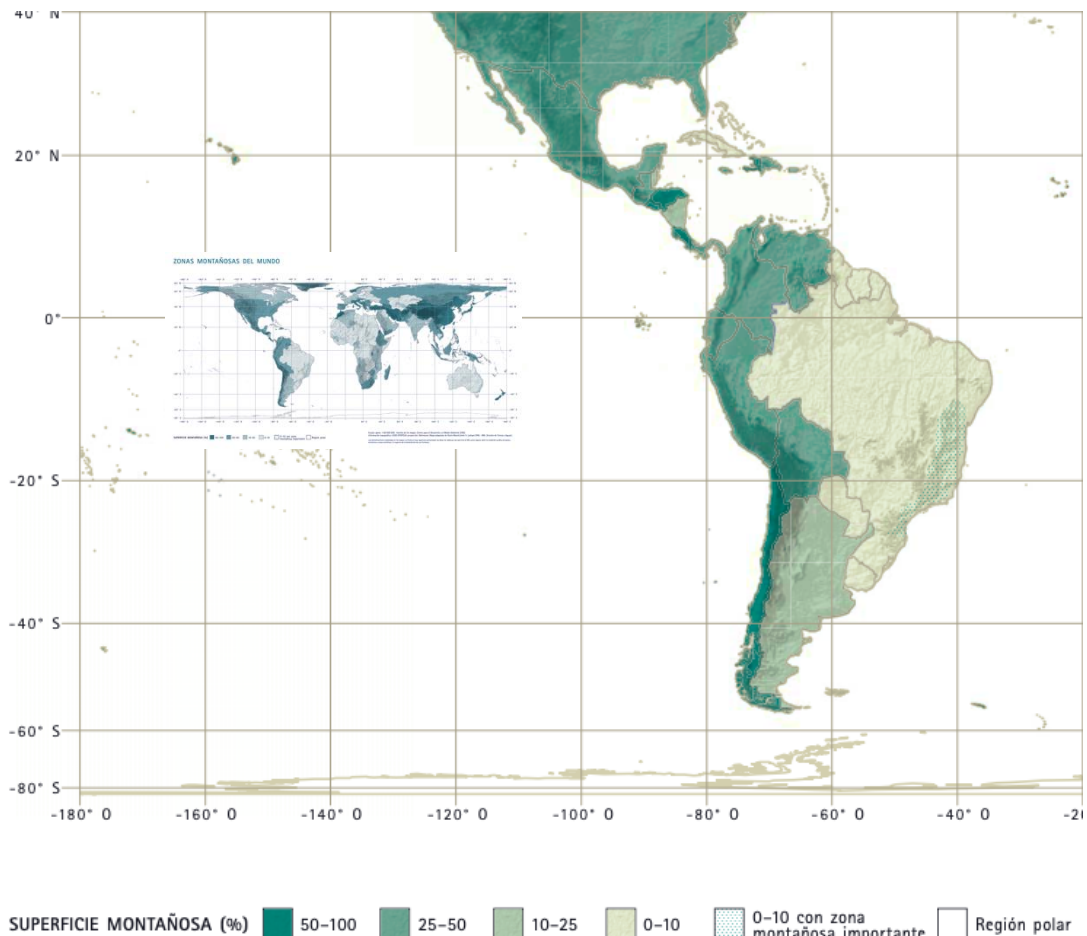 40° N
20° N
0°
-20° S
-40° S
-60° S
-80° S
-180° O
-160° O
-140° O
-120° O
-100° O
-80° O
-60° O
-40° O
ZONAS MONTAÑOSAS DEL MUNDO
SUPERFICIE MONTAÑOSA (%)
50-100
25-50
10-25
0-10
0-10 con zona
montañosa importante
Región polar